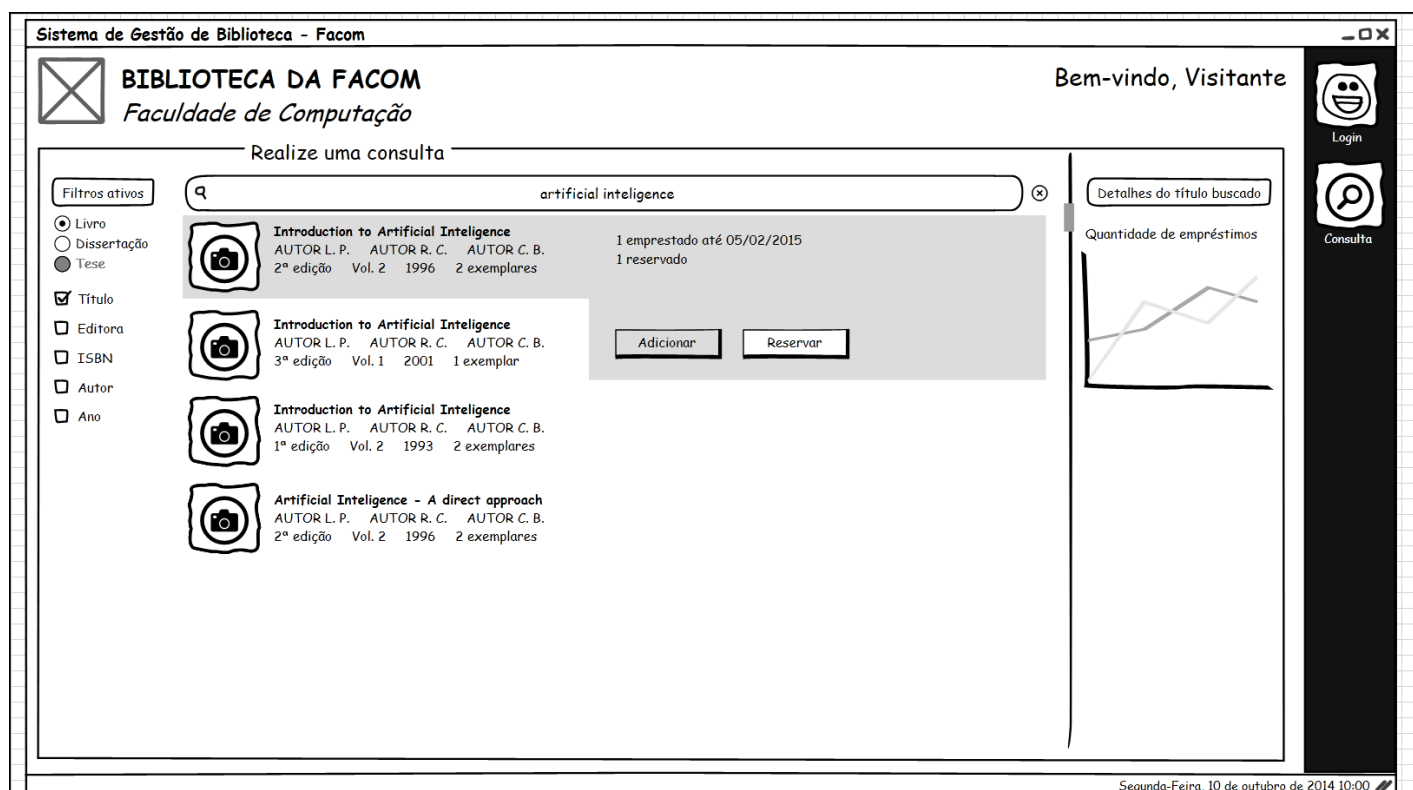 Sistema de Gestão de Biblioteca - Facom
BIBLIOTECA DA FACOM
Faculdade de Computação
Bem-vindo, Visitante
Login
Consulta
Realize uma consulta
Filtros ativos
Livro
Dissertação
Tese
Título
Editora
ISBN
Autor
Ano
artificial inteligence
Introduction to Artificial Inteligence
AUTOR L. P. AUTOR R. C. AUTOR C. B.
2ª edição Vol. 2 1996 2 exemplares
1 emprestado até 05/02/2015
1 reservado
Adicionar Reservar
Introduction to Artificial Inteligence
AUTOR L. P. AUTOR R. C. AUTOR C. B.
3ª edição Vol. 1 2001 1 exemplar
Introduction to Artificial Inteligence
AUTOR L. P. AUTOR R. C. AUTOR C. B.
1ª edição Vol. 2 1993 2 exemplares
Artificial Inteligence - A direct approach
AUTOR L. P. AUTOR R. C. AUTOR C. B.
2ª edição Vol. 2 1996 2 exemplares
Detalhes do título buscado
Quantidade de empréstimos
Segunda-Feira, 10 de outubro de 2014 10:00